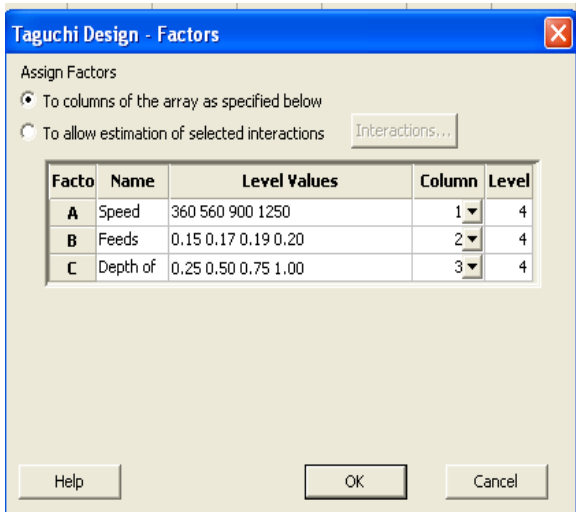 Taguchi Design - Factors
Assign Factors
To columns of the array as specified below
To allow estimation of selected interactions Interactions...
Facto Name Level Values Column Level
A Speed 360 560 900 1250 1 4
B Feeds 0.15 0.17 0.19 0.20 2 4
C Depth of 0.25 0.50 0.75 1.00 3 4
Help OK Cancel